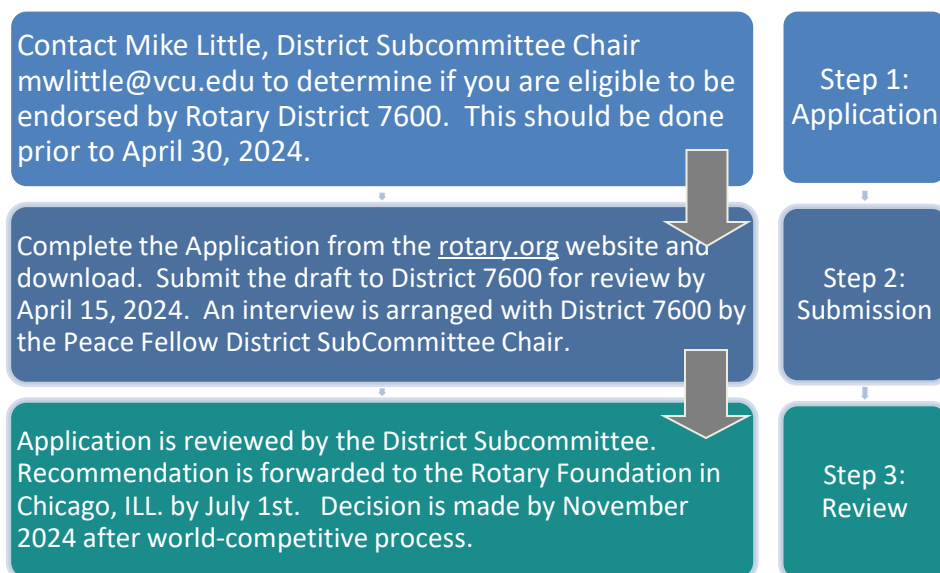 Contact Mike Little, District Subcommittee Chair
mwlittle@vcu.edu to determine if you are eligible to be
endorsed by Rotary District 7600.  This should be done
prior to April 30, 2024.
Step 1:
Application
Complete the Application from the rotary.org website and
download.  Submit the draft to District 7600 for review by
April 15, 2024.  An interview is arranged with District 7600 by
the Peace Fellow District SubCommittee Chair.
Step 2:
Submission
Application is reviewed by the District Subcommittee.
Recommendation is forwarded to the Rotary Foundation in
Chicago, ILL. by July 1st.   Decision is made by November
2024 after world-competitive process.
Step 3:
Review